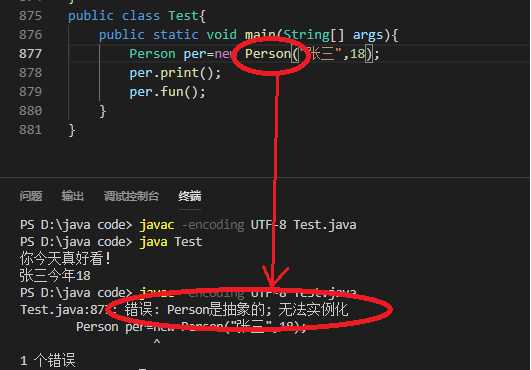 875 public class Test{
876 public static void main(String[] args){
877 Person per=new Person("张三",18);
878 per.print();
879 per.fun();
880 }
881 }
问题 输出 调试控制台 终端
PS D:\java code> javac -encoding UTF-8 Test.java
PS D:\java code> java Test
你今天真好看！
张三今年18
PS D:\java code> javac -encoding UTF-8 Test.java
Test.java:877: 错误: Person是抽象的; 无法实例化
Person per=new Person("张三",18);
^
1 个错误